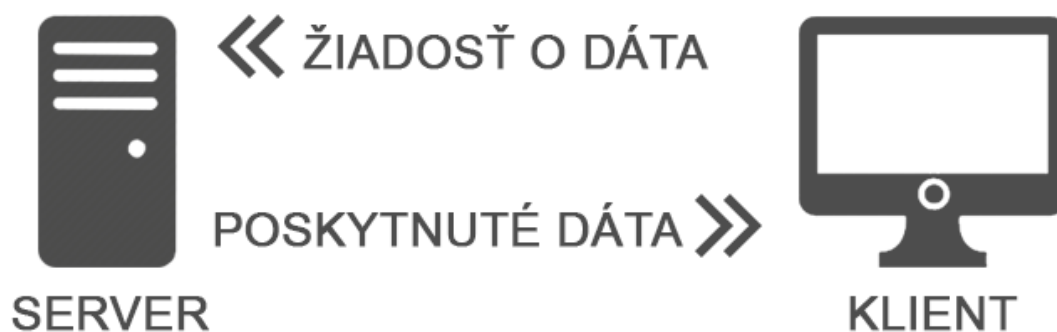 ŽIADOSŤ O DÁTA
POSKYTNUTÉ DÁTA
SERVER
KLIENT